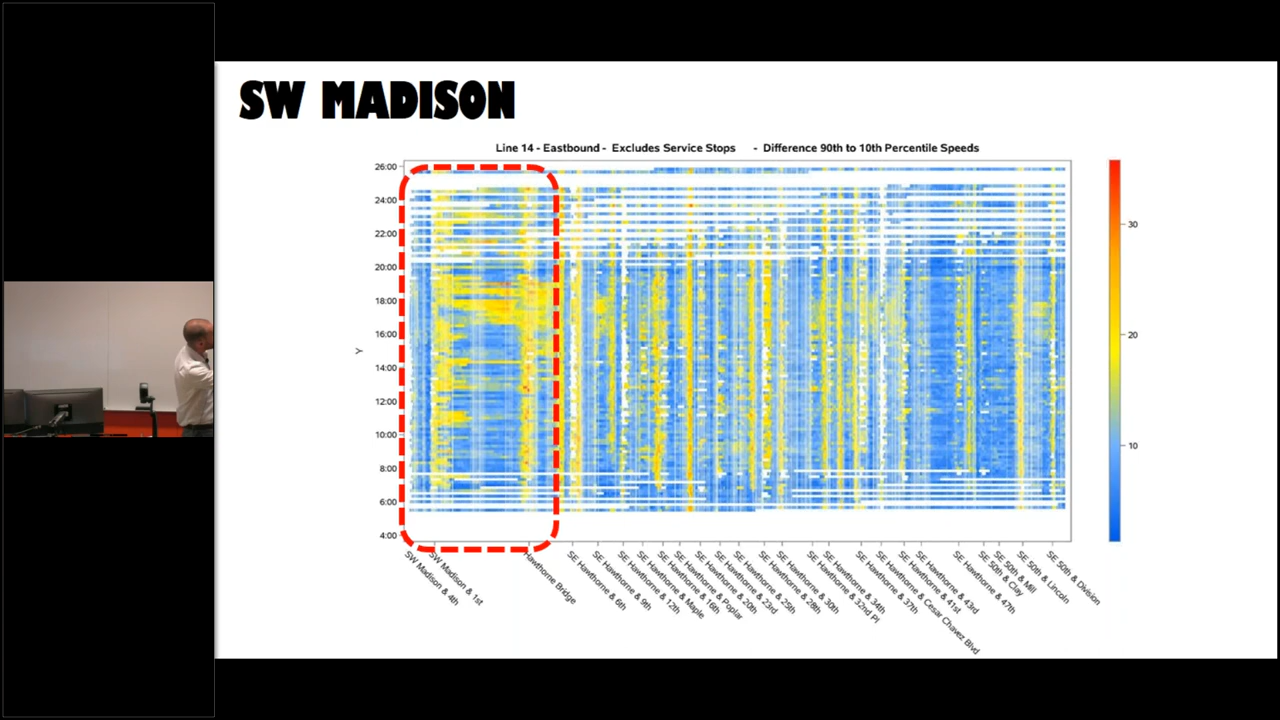 SW MADISON
Line 14 - Eastbound - Excludes Service Stops - Difference 90th to 10th Percentile Speeds
26:00
24:00
22:00
20:00
18:00
16:00
14:00
12:00
10:00
8:00
6:00
4:00
Y
30
20
10
SW Madison & 4th
SW Madison & 1st
Hawthorne Bridge
SE Hawthorne & 6th
SE Hawthorne & 9th
SE Hawthorne & 12th
SE Hawthorne & Maple
SE Hawthorne & 16th
SE Hawthorne & Poplar
SE Hawthorne & 20th
SE Hawthorne & 23rd
SE Hawthorne & 25th
SE Hawthorne & 28th
SE Hawthorne & 30th
SE Hawthorne & 32nd Pl
SE Hawthorne & 34th
SE Hawthorne & 37th
SE Hawthorne & Cesar Chavez Blvd
SE Hawthorne & 41st
SE Hawthorne & 43rd
SE Hawthorne & 47th
SE 50th & Clay
SE 50th & Mill
SE 50th & Lincoln
SE 50th & Division